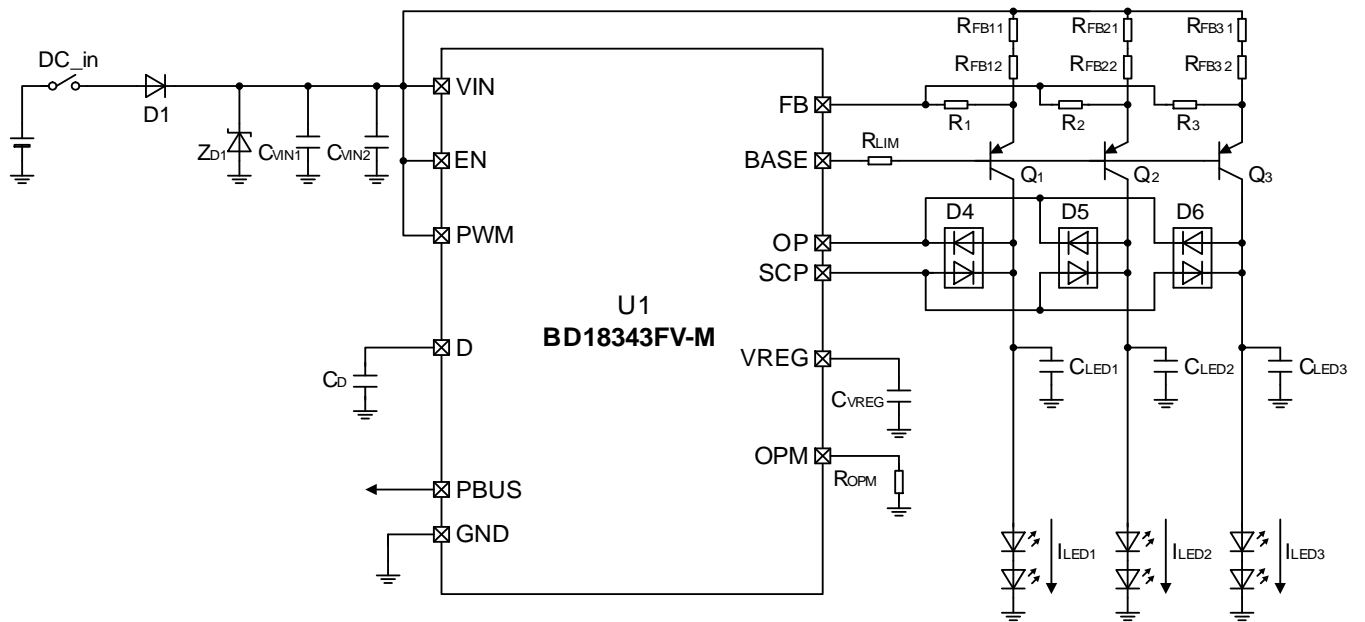 DC_in
D1
ZD1
CVIN1
CVIN2
VIN
EN
PWM
D
CD
PBUS
GND
U1
BD18343FV-M
FB
BASE
OP
SCP
VREG
OPM
RLIM
CVREG
ROPM
RFB11
RFB12
RFB21
RFB22
RFB31
RFB32
R1
R2
R3
Q1
Q2
Q3
D4
D5
D6
CLED1
CLED2
CLED3
ILED1
ILED2
ILED3